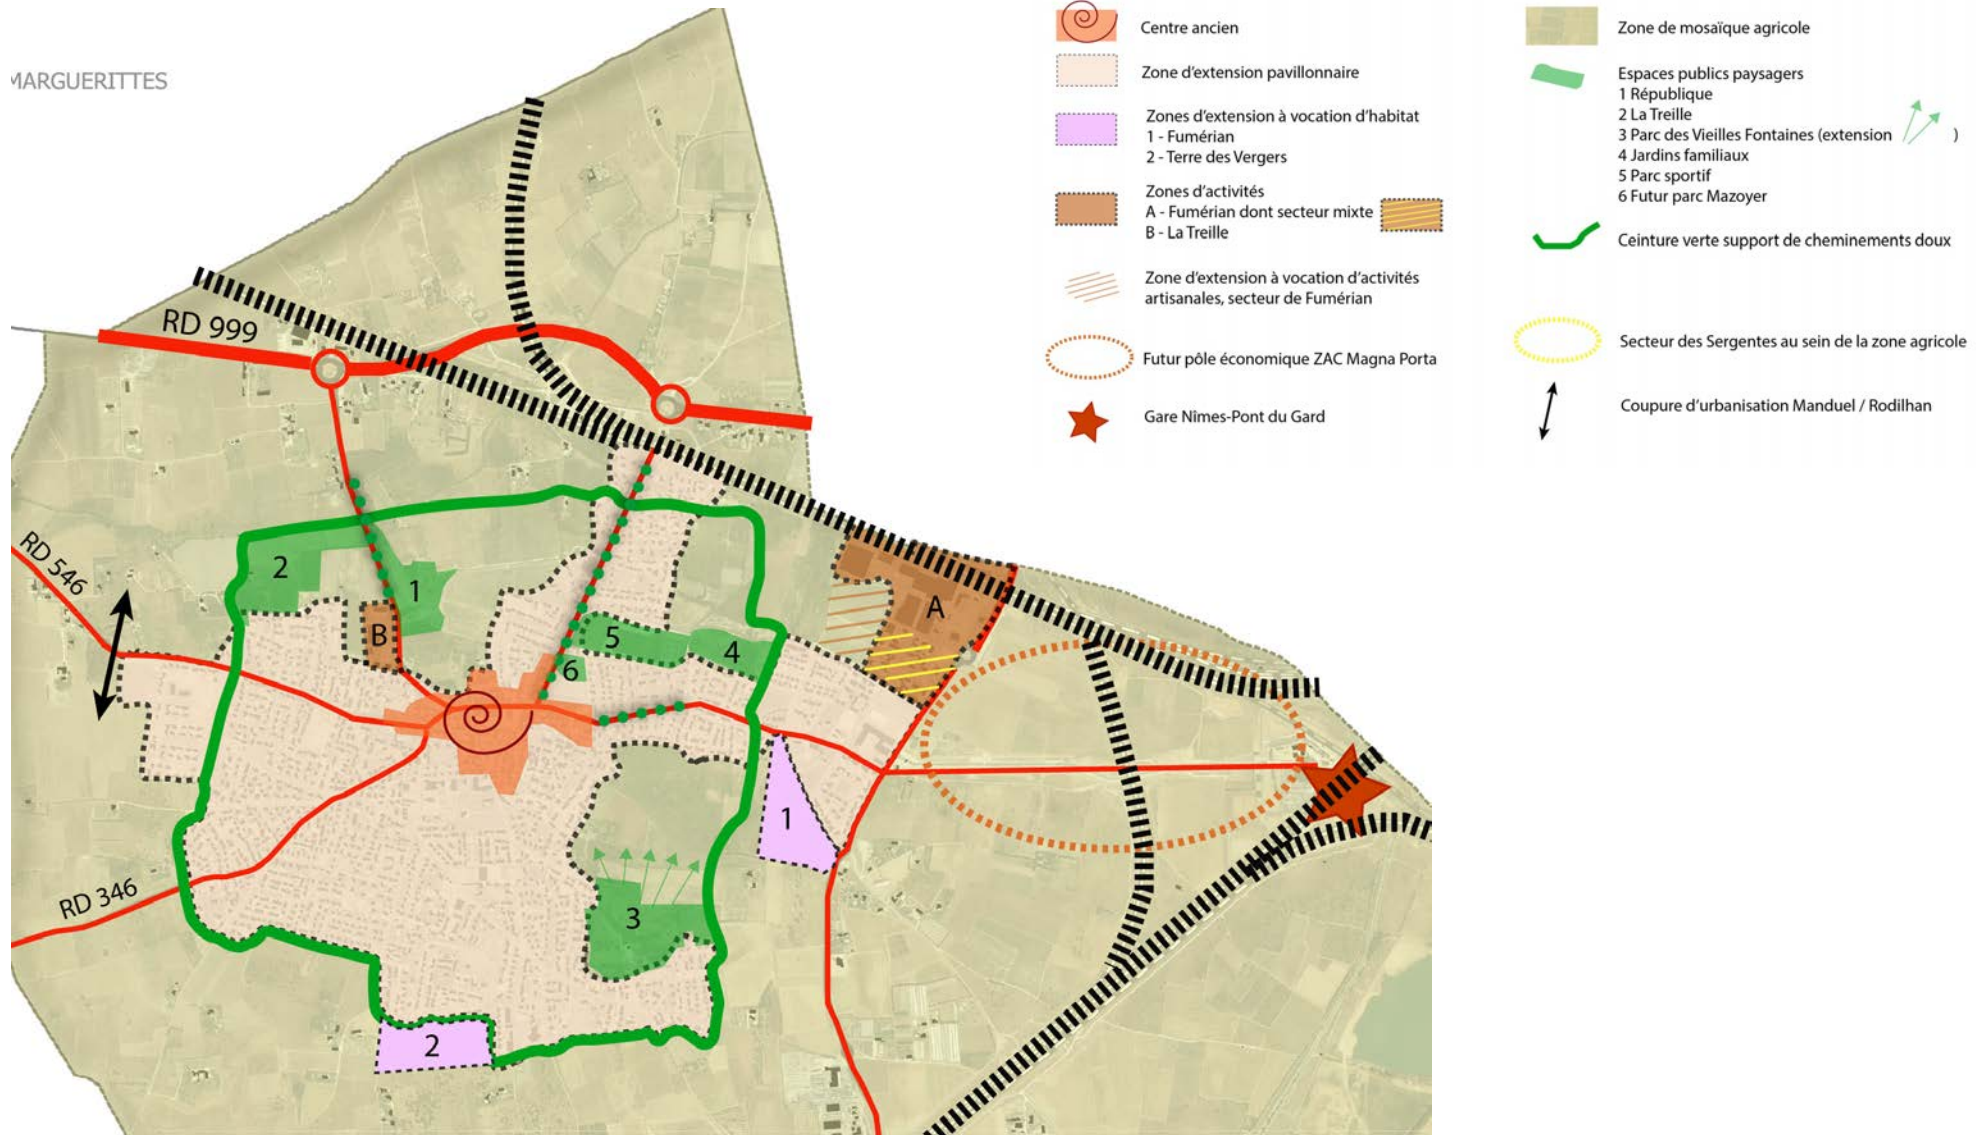 MARGUERITTES
RD 999
RD 546
RD 346
2
1
B
5
4
6
A
1
3
2
Centre ancien
Zone d'extension pavillonnaire
Zones d'extension à vocation d'habitat
1 - Fumérian
2 - Terre des Vergers
Zones d'activités
A - Fumérian dont secteur mixte
B - La Treille
Zone d'extension à vocation d'activités
artisanales, secteur de Fumérian
Futur pôle économique ZAC Magna Porta
Gare Nîmes-Pont du Gard
Zone de mosaïque agricole
Espaces publics paysagers
1 République
2 La Treille
3 Parc des Vieilles Fontaines (extension )
4 Jardins familiaux
5 Parc sportif
6 Futur parc Mazoyer
Ceinture verte support de cheminements doux
Secteur des Sergentes au sein de la zone agricole
Coupure d'urbanisation Manduel / Rodilhan